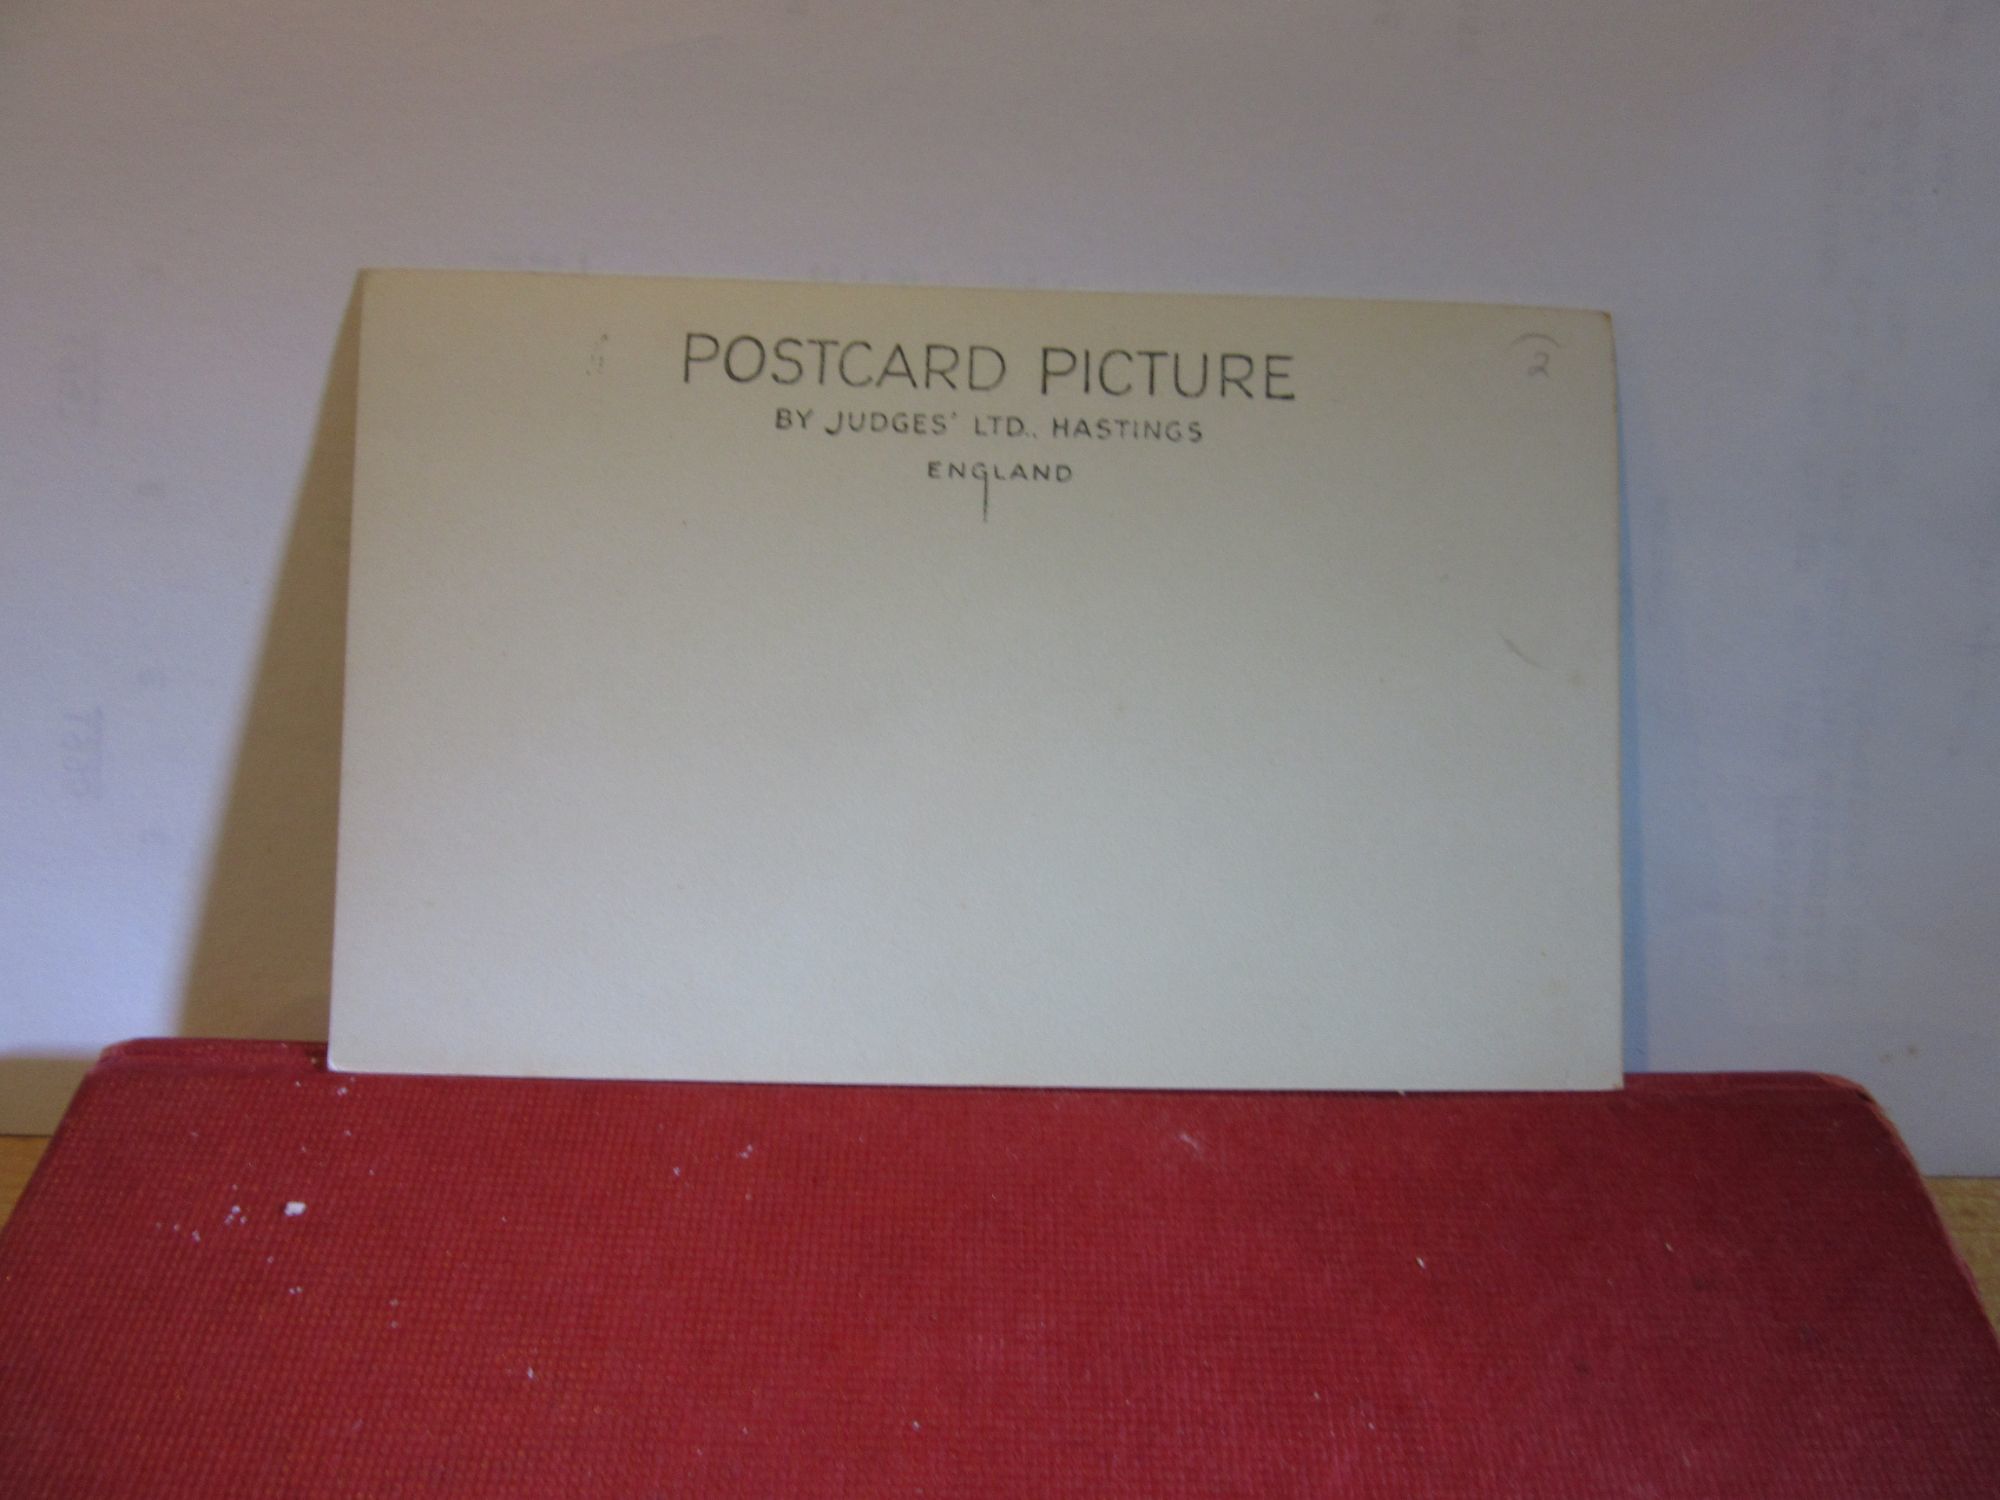 POSTCARD PICTURE
2
BY JUDGES' LTD., HASTINGS
ENGLAND